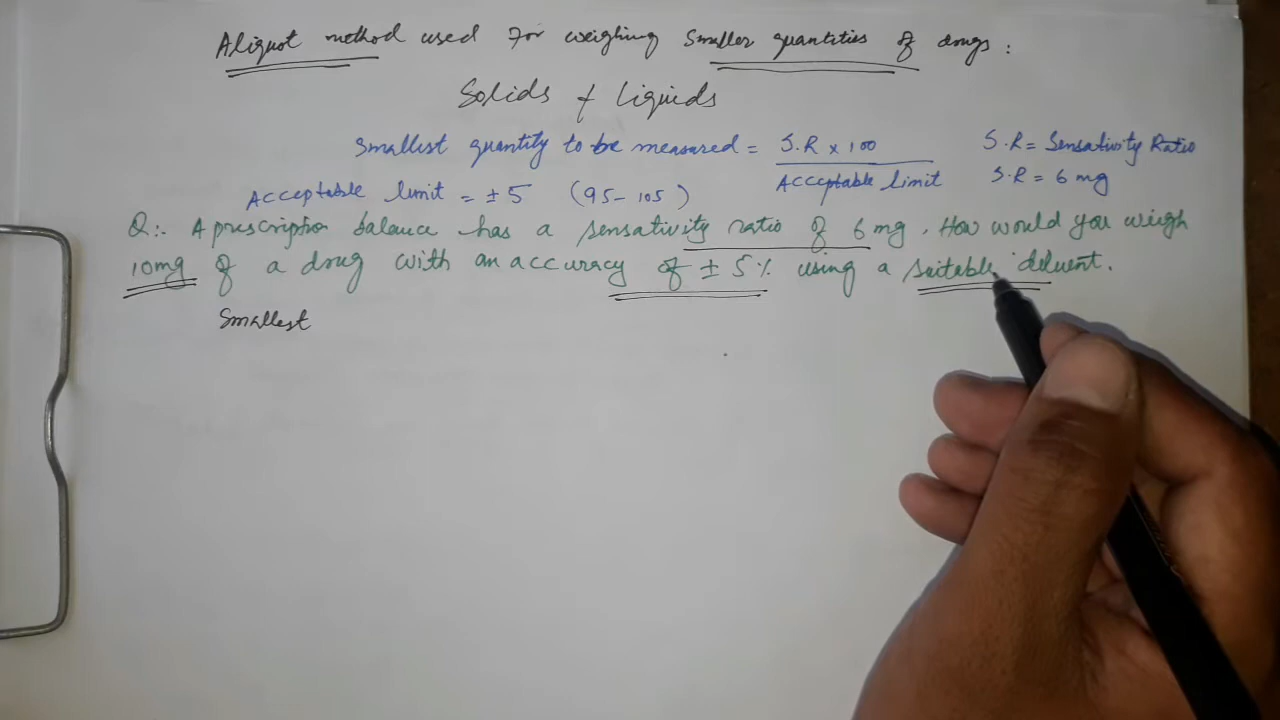 Aliquot method used For weighing Smaller quantities of drugs :
Solids & Liquids
Smallest quantity to be measured = S.R x 100 / Acceptable limit
S.R = Sensativity Ratio
Acceptable limit = ± 5 (95 - 105)
S.R = 6 mg
Q:- A prescription balance has a sensativity ratio of 6 mg. How would you weigh
10mg of a drug with an accuracy of ± 5 % using a suitable diluent.
Smallest